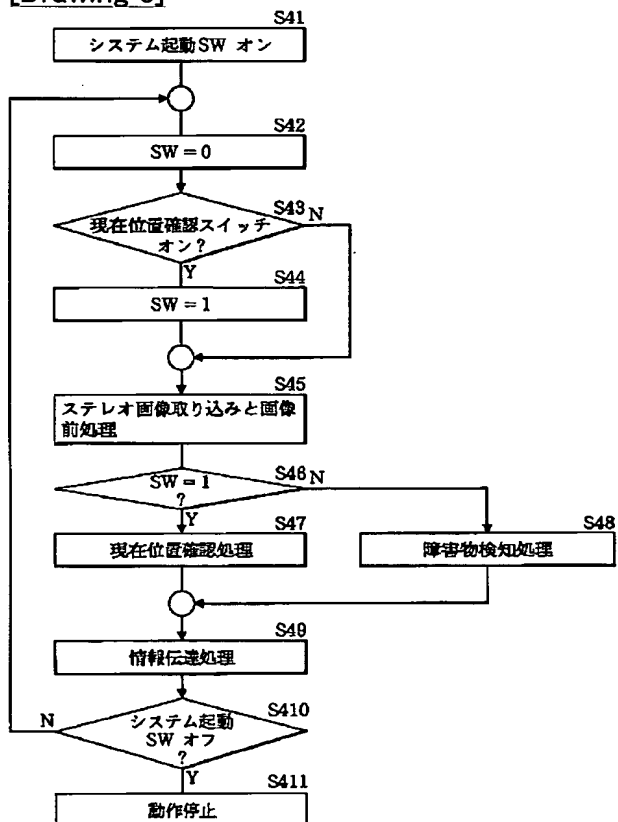 S41
システム起動SW オン
S42
SW＝0
S43
現在位置確認スイッチ
オン？
N
Y
S44
SW＝1
S45
ステレオ画像取り込みと画像
前処理
S46
SW＝1
？
N
Y
S47
現在位置確認処理
S48
障害物検知処理
S49
情報伝達処理
S410
システム起動
SW オフ
？
N
Y
S411
動作停止